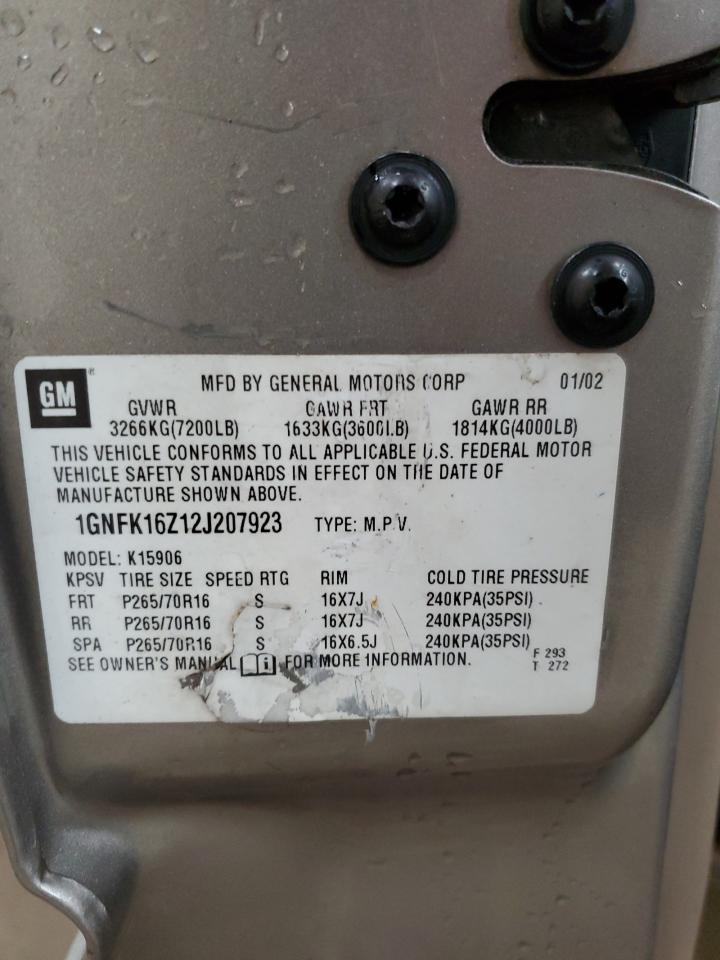 GM
MFD BY GENERAL MOTORS CORP 01/02
GVWR GAWR FRT GAWR RR
3266KG(7200LB) 1633KG(3600LB) 1814KG(4000LB)
THIS VEHICLE CONFORMS TO ALL APPLICABLE U.S. FEDERAL MOTOR
VEHICLE SAFETY STANDARDS IN EFFECT ON THE DATE OF
MANUFACTURE SHOWN ABOVE.
1GNFK16Z12J207923 TYPE: M.P.V.
MODEL: K15906
KPSV TIRE SIZE SPEED RTG RIM COLD TIRE PRESSURE
FRT P265/70R16 S 16X7J 240KPA(35PSI)
RR P265/70R16 S 16X7J 240KPA(35PSI)
SPA P265/70R16 S 16X6.5J 240KPA(35PSI)
SEE OWNER'S MANUAL FOR MORE INFORMATION.
F 293
T 272